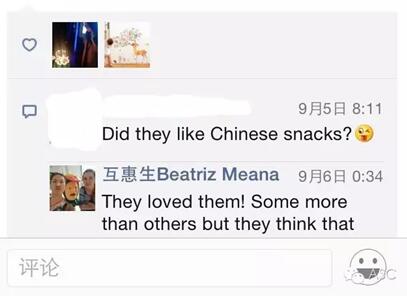 9月5日 8:11
Did they like Chinese snacks?😜
互惠生Beatriz Meana 9月6日 0:34
They loved them! Some more
than others but they think that
评论
ABC